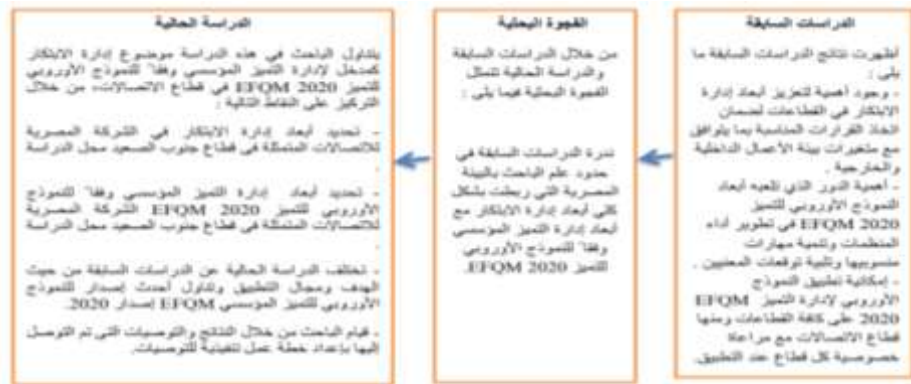 الدراسات السابقة
أظهرت نتائج الدراسات السابقة ما
يلي :
- وجود أهمية لتعزيز أبعاد إدارة
الابتكار في القطاعات لضمان
اتخاذ القرارات المناسبة بما يتوافق
مع متغيرات بيئة الأعمال الداخلية
والخارجية .
- أهمية الدور الذي تلعبه أبعاد
النموذج الأوروبي للتميز
EFQM 2020 في تطوير أداء
المنظمات وتنمية مهارات
منسوبيها وتلبية توقعات المعنيين .
- إمكانية تطبيق النموذج
الأوروبي لإدارة التميز EFQM
2020 على كافة القطاعات ومنها
قطاع الاتصالات مع مراعاة
خصوصية كل قطاع عند التطبيق.
الفجوة البحثية
من خلال الدراسات السابقة
والدراسة الحالية تتمثل
الفجوة البحثية فيما يلي :
ندرة الدراسات السابقة في
حدود علم الباحث بالبيئة
المصرية التي ربطت بشكل
كلي أبعاد إدارة الابتكار مع
أبعاد إدارة التميز المؤسسي
وفقا" للنموذج الأوروبي
للتميز EFQM 2020.
الدراسة الحالية
يتناول الباحث في هذه الدراسة موضوع إدارة الابتكار
كمدخل لإدارة التميز المؤسسي وفقا" للنموذج الأوروبي
للتميز EFQM 2020 في قطاع الاتصالات، من خلال
التركيز على النقاط التالية :
- تحديد أبعاد إدارة الابتكار في الشركة المصرية
للاتصالات المتمثلة في قطاع جنوب الصعيد محل الدراسة
.
- تحديد أبعاد إدارة التميز المؤسسي وفقا" للنموذج
الأوروبي للتميز EFQM 2020 الشركة المصرية
للاتصالات المتمثلة في قطاع جنوب الصعيد محل الدراسة
.
- تختلف الدراسة الحالية عن الدراسات السابقة من حيث
الهدف ومجال التطبيق وتناول أحدث إصدار للنموذج
الأوروبي للتميز المؤسسي EFQM إصدار 2020.
- قيام الباحث من خلال النتائج والتوصيات التي تم التوصل
إليها بإعداد خطة عمل تنفيذية للتوصيات.